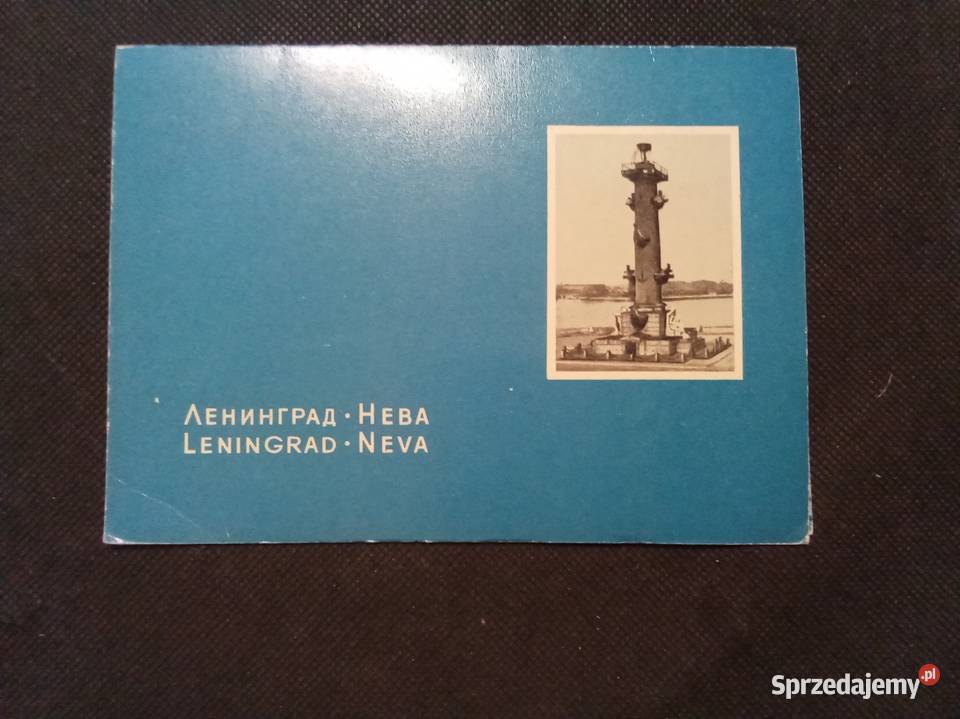 Ленинград · Нева
Leningrad · Neva
Sprzedajemy.pl